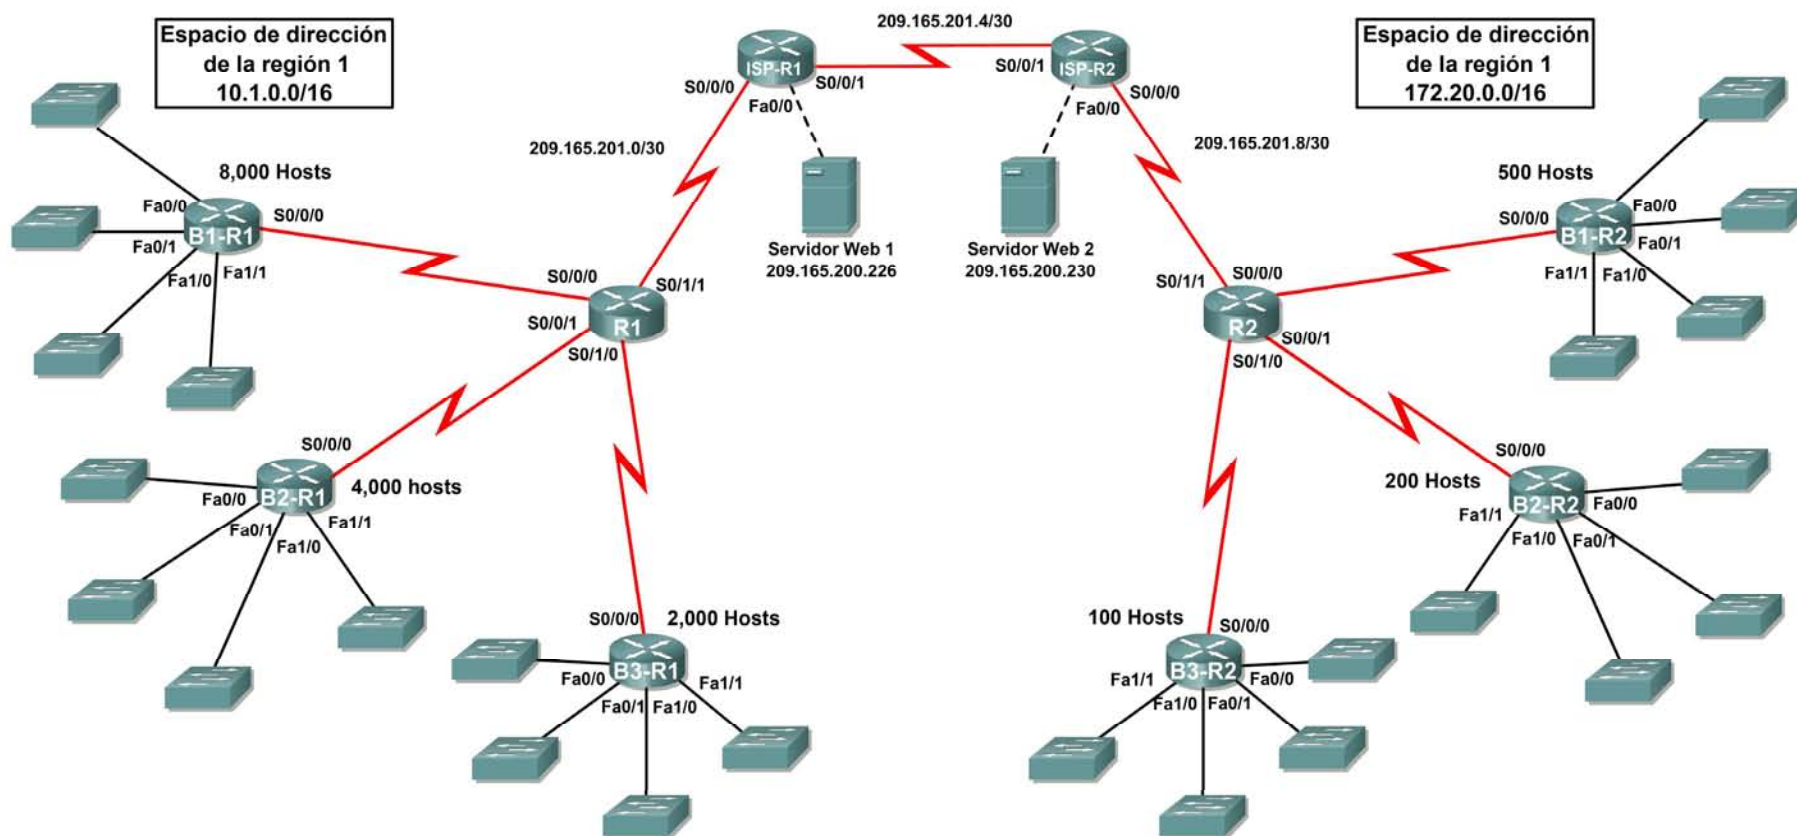 Espacio de dirección
de la región 1
10.1.0.0/16
209.165.201.4/30
Espacio de dirección
de la región 1
172.20.0.0/16
ISP-R1
S0/0/0
S0/0/1
Fa0/0
ISP-R2
S0/0/1
S0/0/0
Fa0/0
209.165.201.0/30
209.165.201.8/30
Servidor Web 1
209.165.200.226
Servidor Web 2
209.165.200.230
8,000 Hosts
Fa0/0
S0/0/0
B1-R1
Fa0/1
Fa1/0
Fa1/1
S0/0/0
S0/1/1
R1
S0/0/1
S0/1/0
S0/0/0
B2-R1
4,000 hosts
Fa0/0
Fa0/1
Fa1/0
Fa1/1
S0/0/0
2,000 Hosts
B3-R1
Fa0/0
Fa0/1
Fa1/0
Fa1/1
500 Hosts
S0/0/0
Fa0/0
B1-R2
Fa0/1
Fa1/1
Fa1/0
S0/1/1
S0/0/0
R2
S0/0/1
S0/1/0
S0/0/0
200 Hosts
B2-R2
Fa0/0
Fa1/1
Fa1/0
Fa0/1
100 Hosts
S0/0/0
B3-R2
Fa1/1
Fa0/0
Fa1/0
Fa0/1